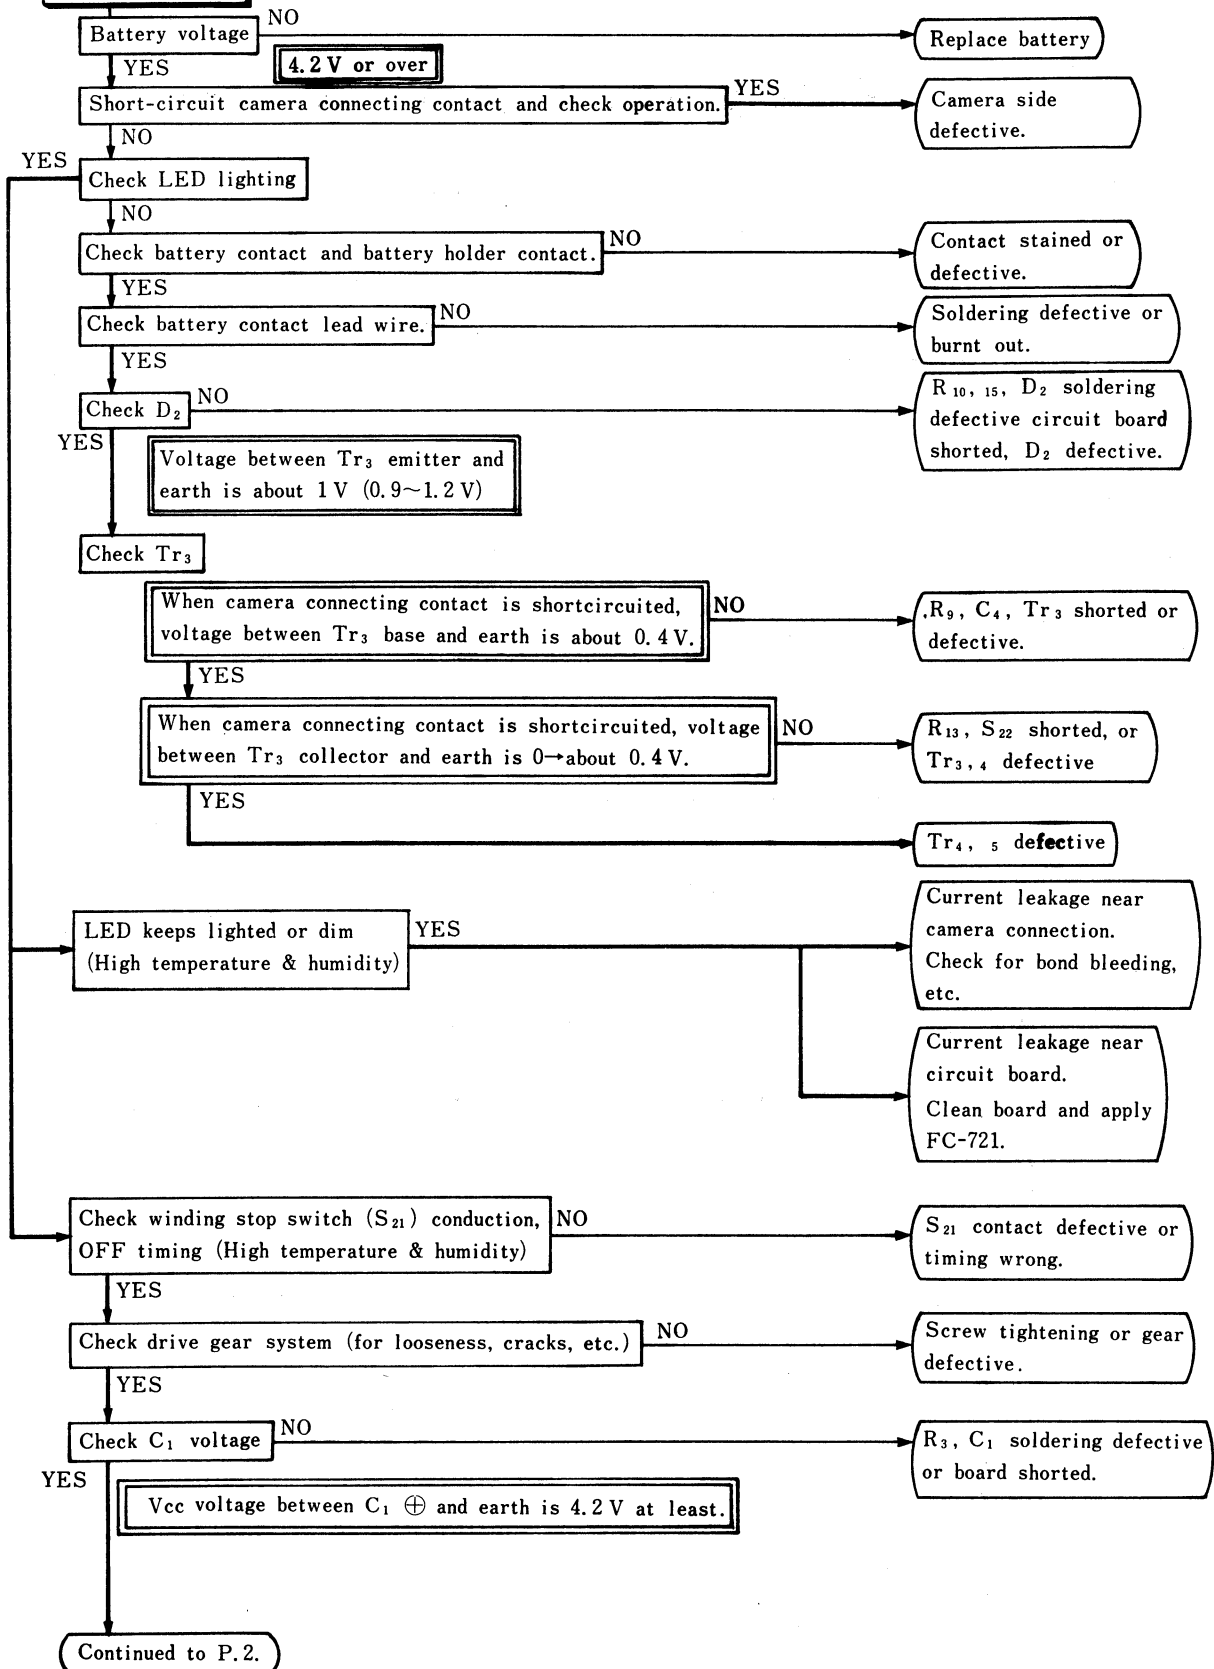 Battery voltage
NO
Replace battery
YES
4.2 V or over
Short-circuit camera connecting contact and check operation.
YES
Camera side
defective.
NO
YES
Check LED lighting
NO
Check battery contact and battery holder contact.
NO
Contact stained or
defective.
YES
Check battery contact lead wire.
NO
Soldering defective or
burnt out.
YES
Check D₂
NO
R₁₀, ₁₅, D₂ soldering
defective circuit board
shorted, D₂ defective.
YES
Voltage between Tr₃ emitter and
earth is about 1 V (0.9~1.2 V)
Check Tr₃
When camera connecting contact is shortcircuited,
voltage between Tr₃ base and earth is about 0.4 V.
NO
R₉, C₄, Tr₃ shorted or
defective.
YES
When camera connecting contact is shortcircuited, voltage
between Tr₃ collector and earth is 0→about 0.4 V.
NO
R₁₃, S₂₂ shorted, or
Tr₃, ₄ defective
YES
Tr₄, ₅ defective
LED keeps lighted or dim
(High temperature & humidity)
YES
Current leakage near
camera connection.
Check for bond bleeding,
etc.
Current leakage near
circuit board.
Clean board and apply
FC-721.
Check winding stop switch (S₂₁) conduction,
OFF timing (High temperature & humidity)
NO
S₂₁ contact defective or
timing wrong.
YES
Check drive gear system (for looseness, cracks, etc.)
NO
Screw tightening or gear
defective.
YES
Check C₁ voltage
NO
R₃, C₁ soldering defective
or board shorted.
YES
Vcc voltage between C₁ ⊕ and earth is 4.2 V at least.
Continued to P. 2.